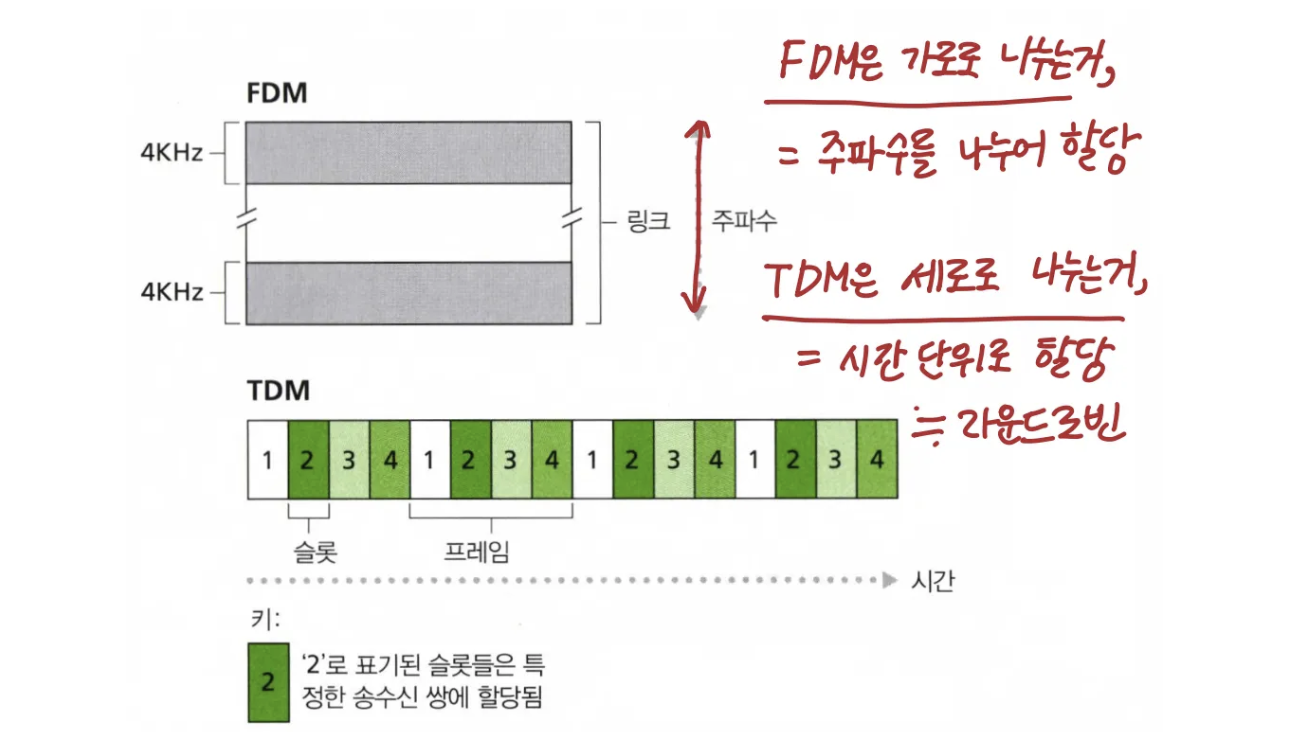 FDM은 가로로 나누는거,
= 주파수를 나누어 할당
FDM
4KHz
4KHz
링크
주파수
TDM은 세로로 나누는거,
= 시간 단위로 할당
≒ 라운드로빈
TDM
1 2 3 4 1 2 3 4 1 2 3 4 1 2 3 4
슬롯
프레임
시간
키:
2
‘2’로 표기된 슬롯들은 특
정한 송수신 쌍에 할당됨